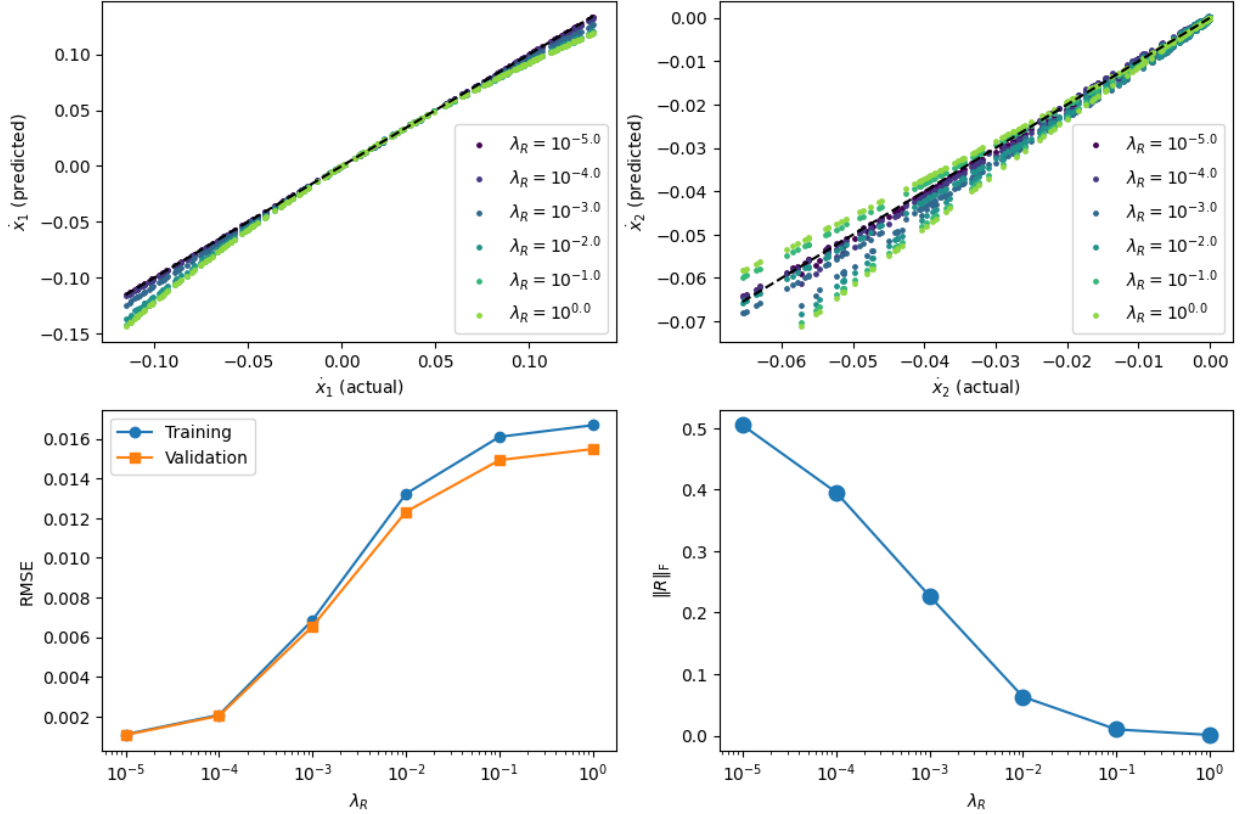 ẋ₁ (predicted)
0.10
0.05
0.00
−0.05
−0.10
−0.15
λ_R = 10^−5.0
λ_R = 10^−4.0
λ_R = 10^−3.0
λ_R = 10^−2.0
λ_R = 10^−1.0
λ_R = 10^0.0
−0.10
−0.05
0.00
0.05
0.10
ẋ₁ (actual)
ẋ₂ (predicted)
0.00
−0.01
−0.02
−0.03
−0.04
−0.05
−0.06
−0.07
λ_R = 10^−5.0
λ_R = 10^−4.0
λ_R = 10^−3.0
λ_R = 10^−2.0
λ_R = 10^−1.0
λ_R = 10^0.0
−0.06
−0.05
−0.04
−0.03
−0.02
−0.01
0.00
ẋ₂ (actual)
RMSE
0.016
0.014
0.012
0.010
0.008
0.006
0.004
0.002
Training
Validation
10^−5
10^−4
10^−3
10^−2
10^−1
10^0
λ_R
‖R‖_F
0.5
0.4
0.3
0.2
0.1
0.0
10^−5
10^−4
10^−3
10^−2
10^−1
10^0
λ_R